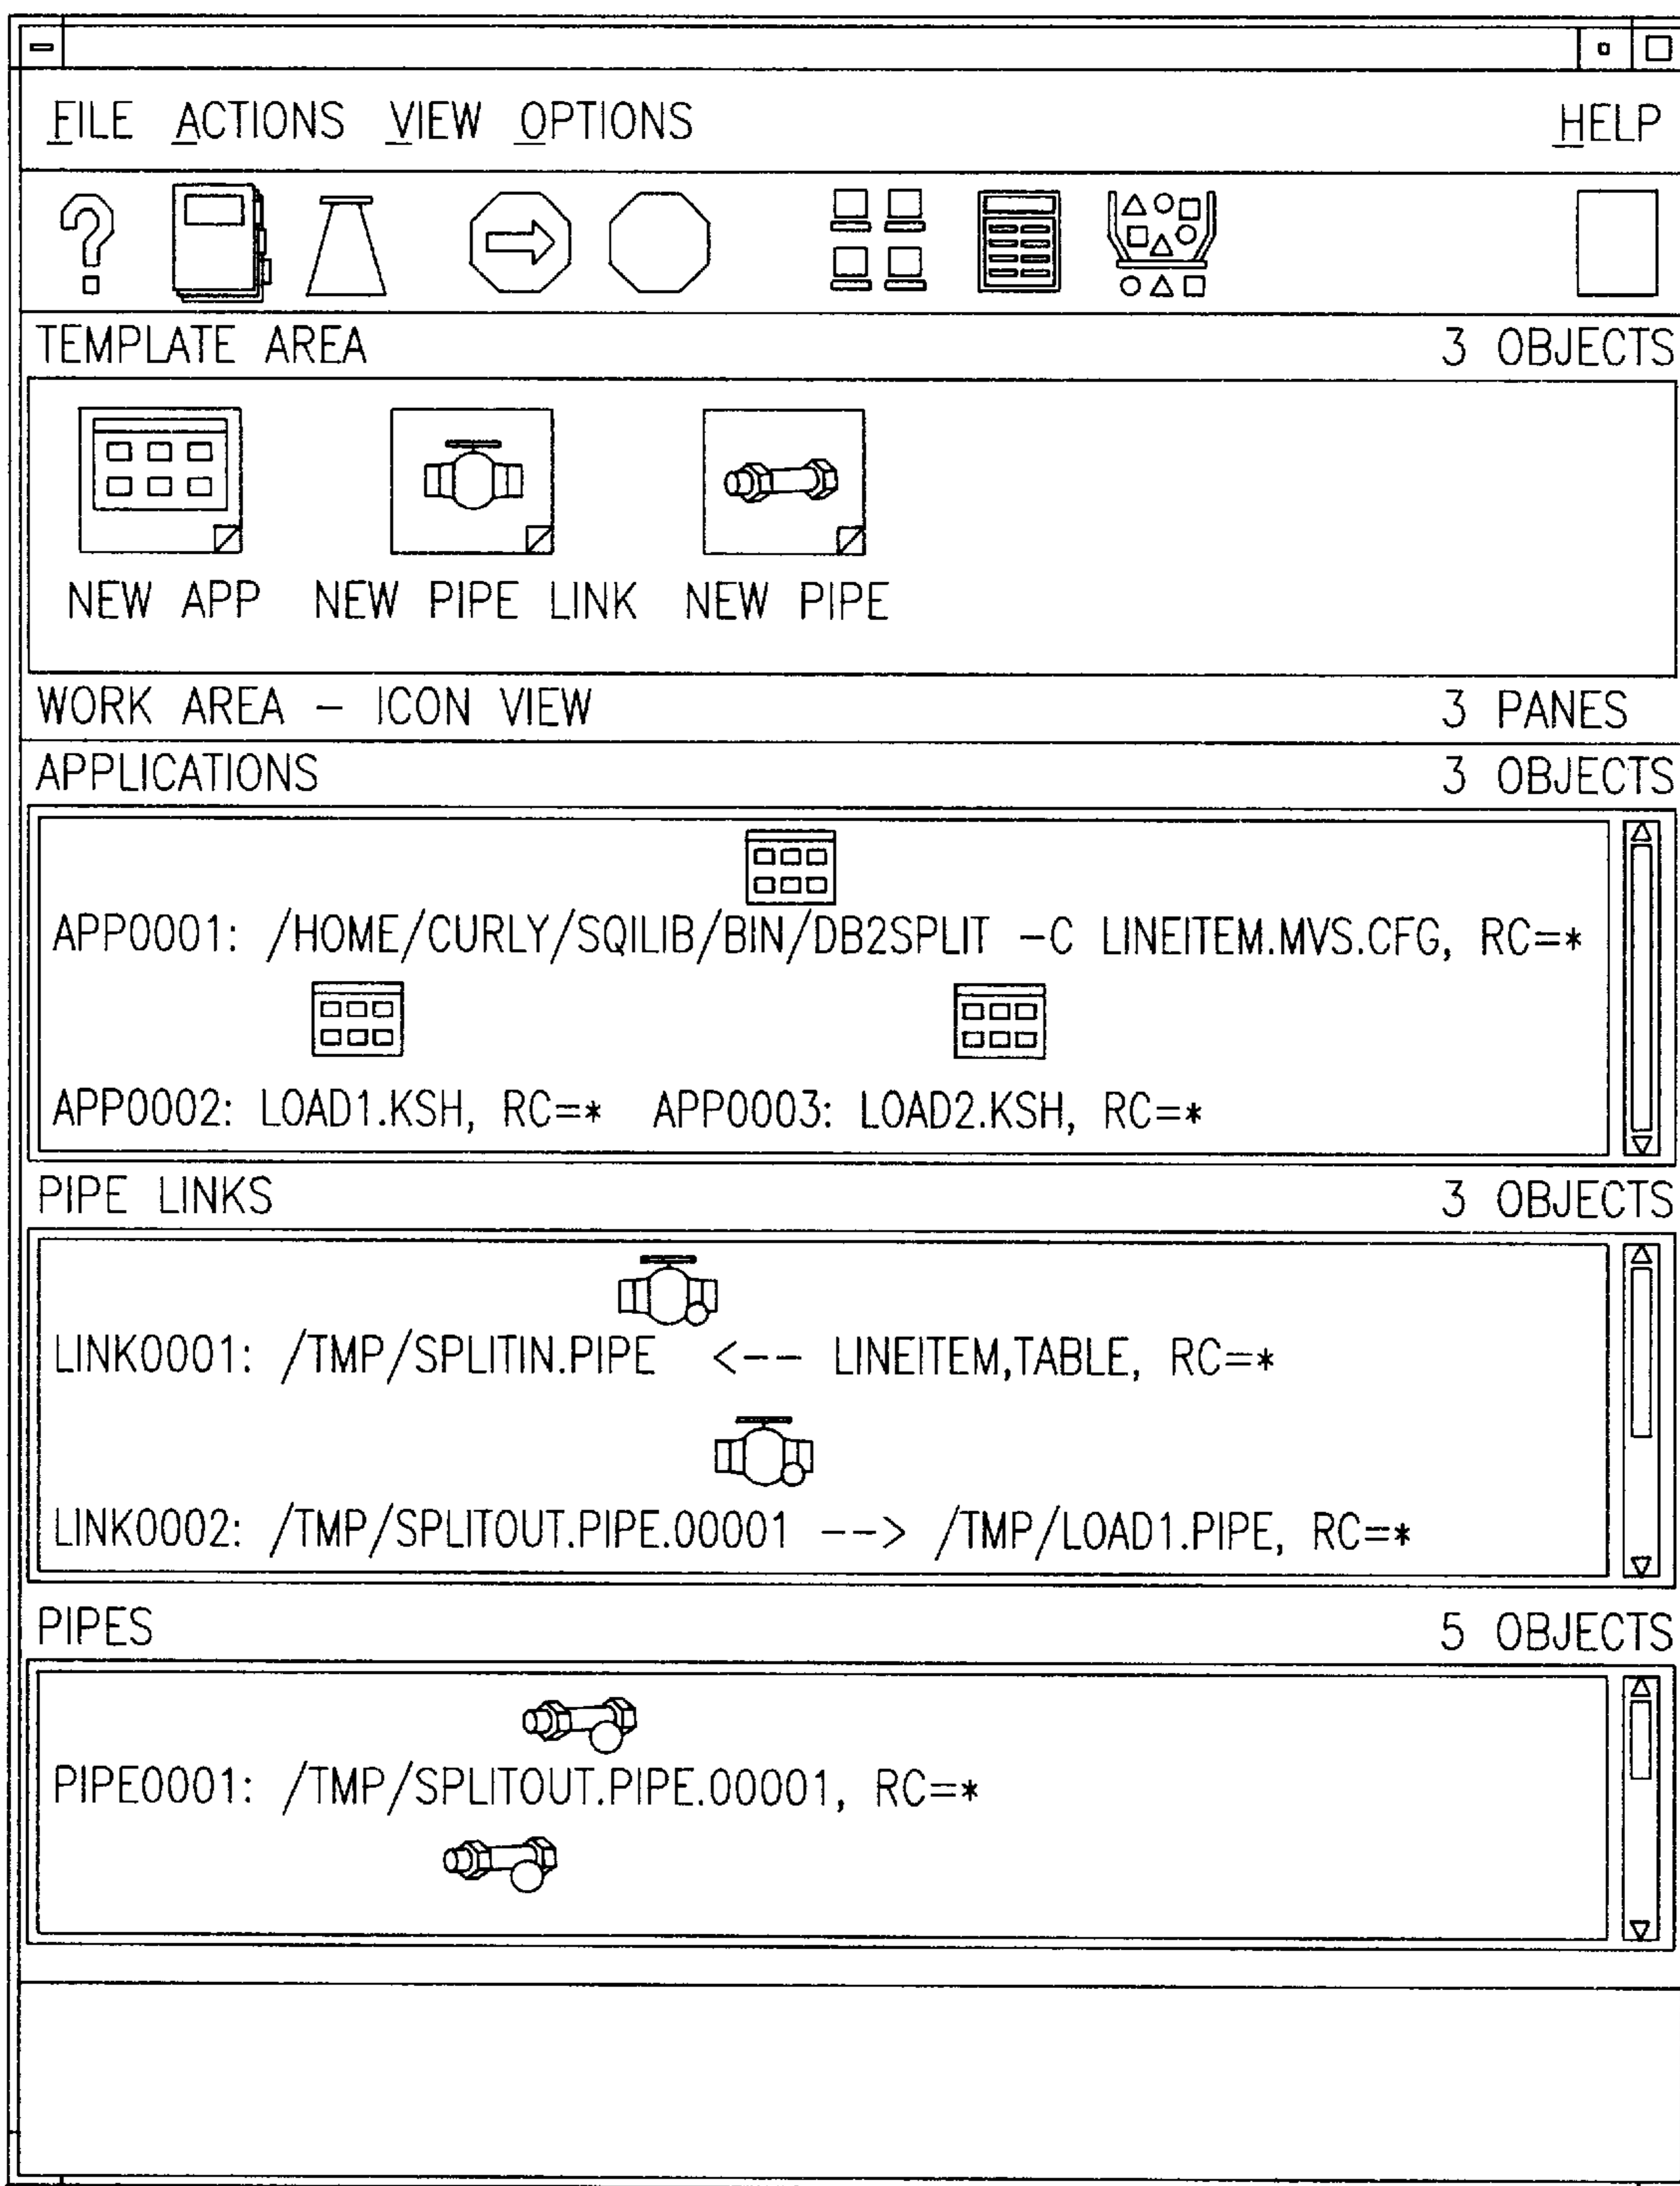 FILE ACTIONS VIEW OPTIONS HELP
TEMPLATE AREA 3 OBJECTS
NEW APP NEW PIPE LINK NEW PIPE
WORK AREA – ICON VIEW 3 PANES
APPLICATIONS 3 OBJECTS
APP0001: /HOME/CURLY/SQILIB/BIN/DB2SPLIT –C LINEITEM.MVS.CFG, RC=*
APP0002: LOAD1.KSH, RC=* APP0003: LOAD2.KSH, RC=*
PIPE LINKS 3 OBJECTS
LINK0001: /TMP/SPLITIN.PIPE <-- LINEITEM,TABLE, RC=*
LINK0002: /TMP/SPLITOUT.PIPE.00001 --> /TMP/LOAD1.PIPE, RC=*
PIPES 5 OBJECTS
PIPE0001: /TMP/SPLITOUT.PIPE.00001, RC=*